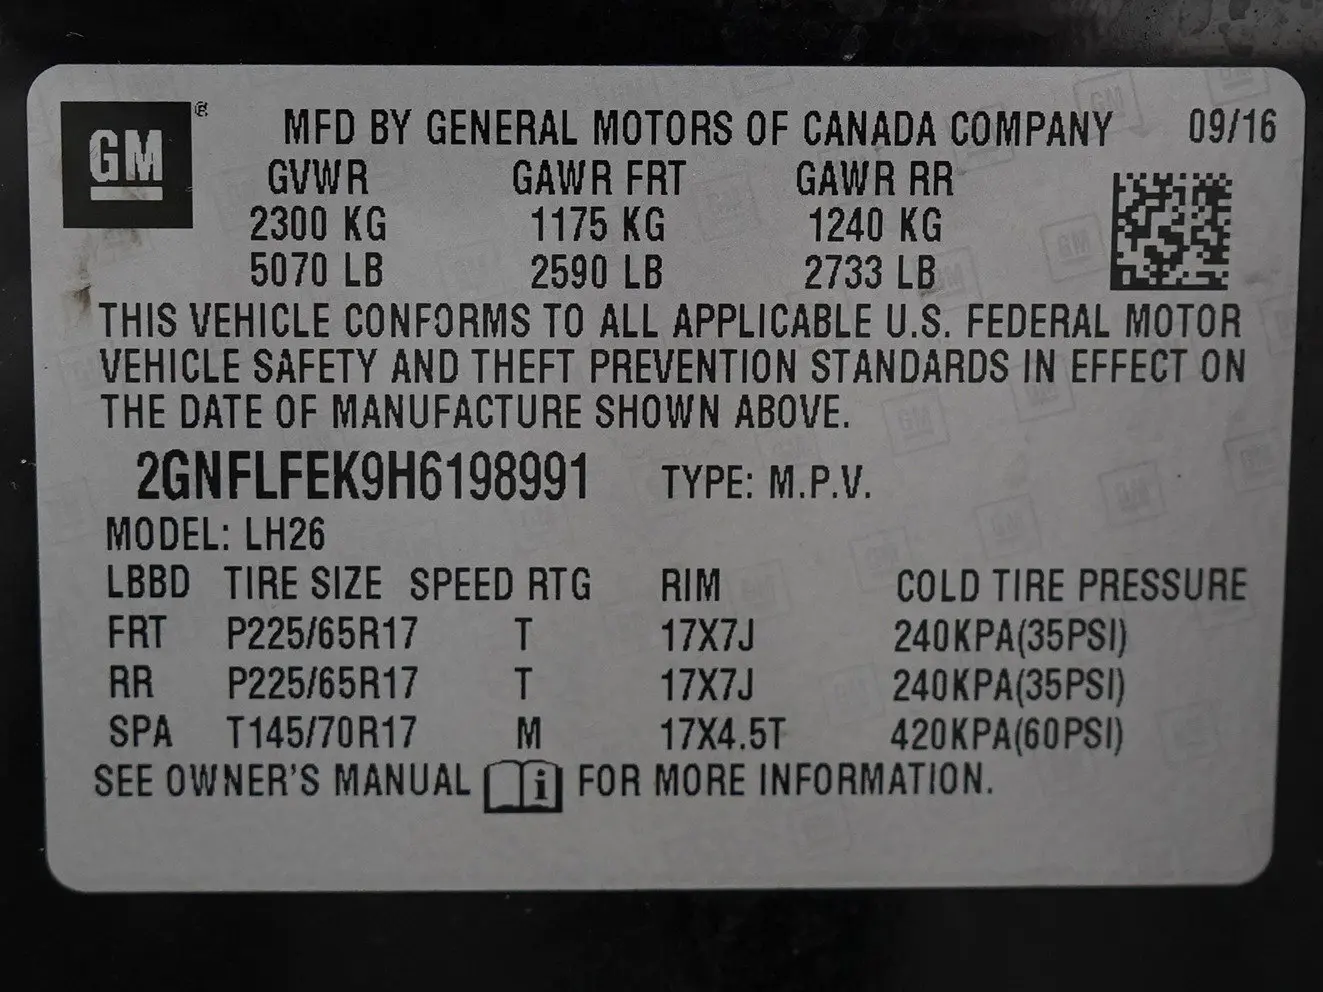 GM ®
MFD BY GENERAL MOTORS OF CANADA COMPANY 09/16
GVWR GAWR FRT GAWR RR
2300 KG 1175 KG 1240 KG
5070 LB 2590 LB 2733 LB
THIS VEHICLE CONFORMS TO ALL APPLICABLE U.S. FEDERAL MOTOR
VEHICLE SAFETY AND THEFT PREVENTION STANDARDS IN EFFECT ON
THE DATE OF MANUFACTURE SHOWN ABOVE.
2GNFLFEK9H6198991 TYPE: M.P.V.
MODEL: LH26
LBBD TIRE SIZE SPEED RTG RIM COLD TIRE PRESSURE
FRT P225/65R17 T 17X7J 240KPA(35PSI)
RR P225/65R17 T 17X7J 240KPA(35PSI)
SPA T145/70R17 M 17X4.5T 420KPA(60PSI)
SEE OWNER'S MANUAL i FOR MORE INFORMATION.